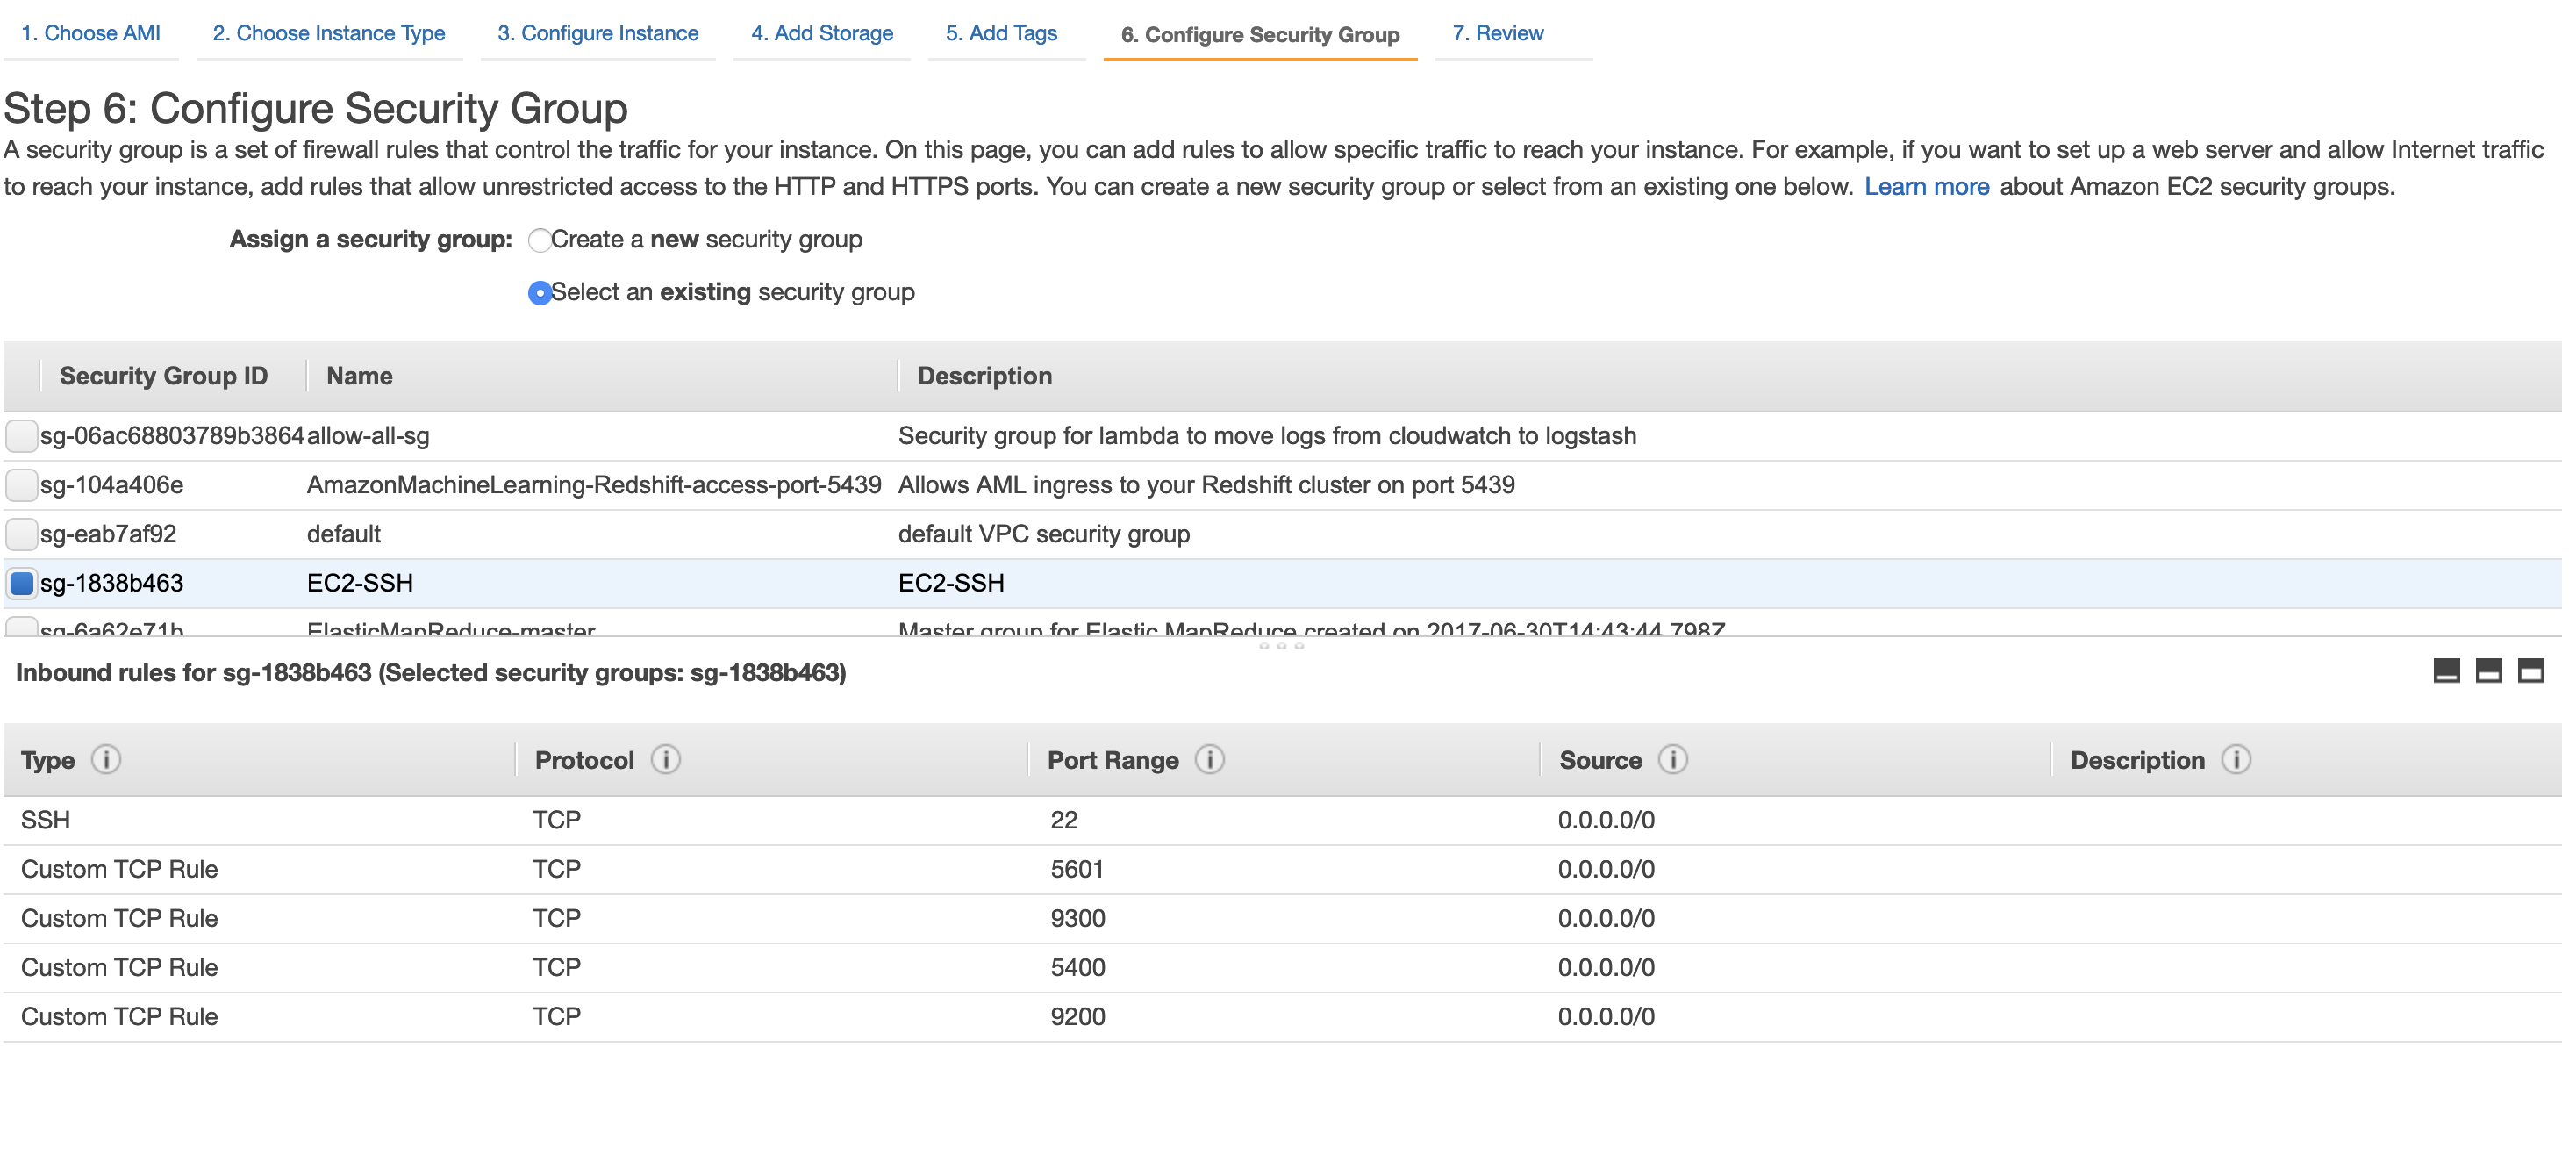 1. Choose AMI 2. Choose Instance Type 3. Configure Instance 4. Add Storage 5. Add Tags 6. Configure Security Group 7. Review
Step 6: Configure Security Group
A security group is a set of firewall rules that control the traffic for your instance. On this page, you can add rules to allow specific traffic to reach your instance. For example, if you want to set up a web server and allow Internet traffic
to reach your instance, add rules that allow unrestricted access to the HTTP and HTTPS ports. You can create a new security group or select from an existing one below. Learn more about Amazon EC2 security groups.
Assign a security group: Create a new security group
Select an existing security group
Security Group ID Name Description
sg-06ac68803789b3864 allow-all-sg Security group for lambda to move logs from cloudwatch to logstash
sg-104a406e AmazonMachineLearning-Redshift-access-port-5439 Allows AML ingress to your Redshift cluster on port 5439
sg-eab7af92 default default VPC security group
sg-1838b463 EC2-SSH EC2-SSH
sg-6a62e71b ElasticMapReduce-master Master group for Elastic MapReduce created on 2017-06-30T14:43:44.798Z
Inbound rules for sg-1838b463 (Selected security groups: sg-1838b463)
Type Protocol Port Range Source Description
SSH TCP 22 0.0.0.0/0
Custom TCP Rule TCP 5601 0.0.0.0/0
Custom TCP Rule TCP 9300 0.0.0.0/0
Custom TCP Rule TCP 5400 0.0.0.0/0
Custom TCP Rule TCP 9200 0.0.0.0/0